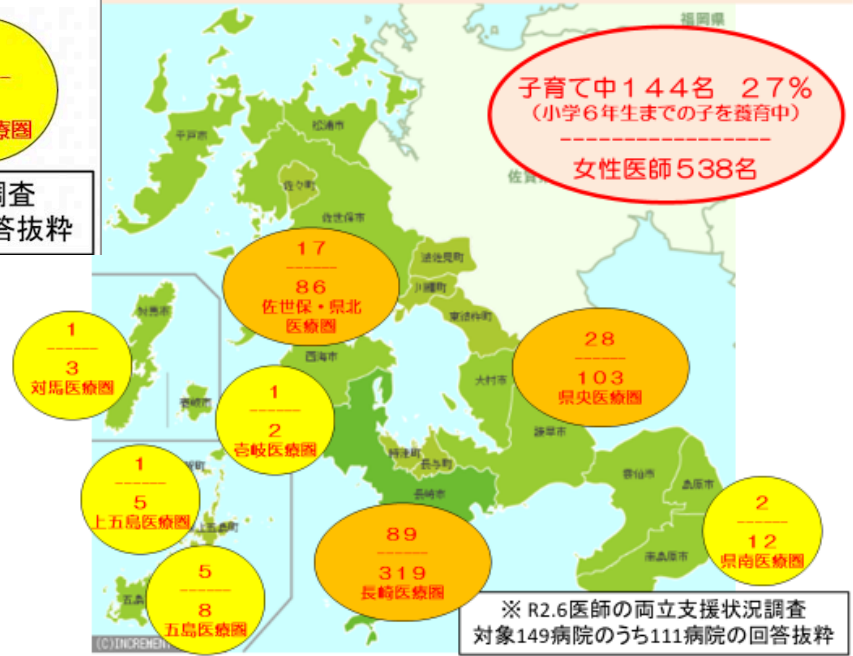 療圏
調査
答抜粋
福岡県
子育て中144名 27%
(小学6年生までの子を養育中)
女性医師538名
佐賀
平戸市
松浦市
佐々町
佐世保市
17
86
佐世保・県北
医療圏
波佐見町
川棚町
東彼杵町
対馬市
1
3
対馬医療圏
壱岐市
西海市
大村市
28
103
県央医療圏
1
2
壱岐医療圏
時津町
長与町
諫早市
長崎市
雲仙市
島原市
南島原市
1
5
上五島医療圏
上五島町
89
319
長崎医療圏
2
12
県南医療圏
5
8
五島医療圏
五島
※ R2.6医師の両立支援状況調査
対象149病院のうち111病院の回答抜粋
(C)INCREMENT